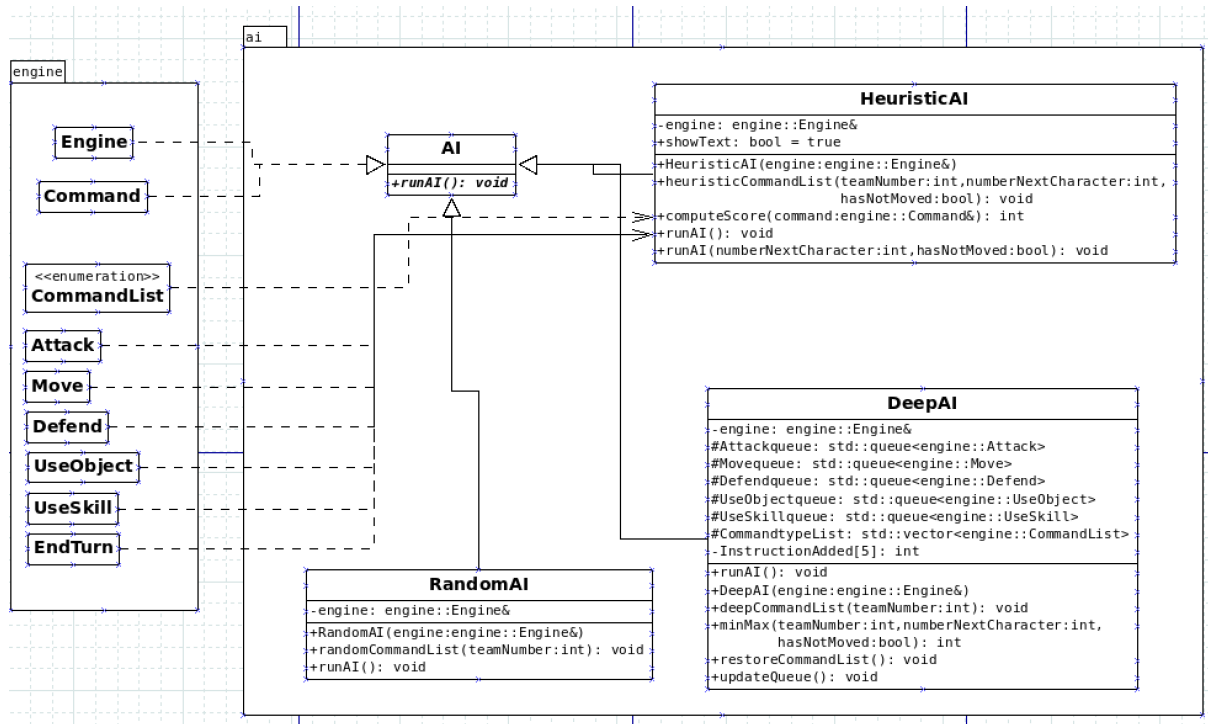 ai
engine
Engine
Command
<<enumeration>>
CommandList
Attack
Move
Defend
UseObject
UseSkill
EndTurn
AI
+runAI(): void
HeuristicAI
-engine: engine::Engine&
+showText: bool = true
+HeuristicAI(engine:engine::Engine&)
+heuristicCommandList(teamNumber:int,numberNextCharacter:int,
hasNotMoved:bool): void
+computeScore(command:engine::Command&): int
+runAI(): void
+runAI(numberNextCharacter:int,hasNotMoved:bool): void
DeepAI
-engine: engine::Engine&
#Attackqueue: std::queue<engine::Attack>
#Movequeue: std::queue<engine::Move>
#Defendqueue: std::queue<engine::Defend>
#UseObjectqueue: std::queue<engine::UseObject>
#UseSkillqueue: std::queue<engine::UseSkill>
#CommandtypeList: std::vector<engine::CommandList>
-InstructionAdded[5]: int
+runAI(): void
+DeepAI(engine:engine::Engine&)
+deepCommandList(teamNumber:int): void
+minMax(teamNumber:int,numberNextCharacter:int,
hasNotMoved:bool): int
+restoreCommandList(): void
+updateQueue(): void
RandomAI
-engine: engine::Engine&
+RandomAI(engine:engine::Engine&)
+randomCommandList(teamNumber:int): void
+runAI(): void